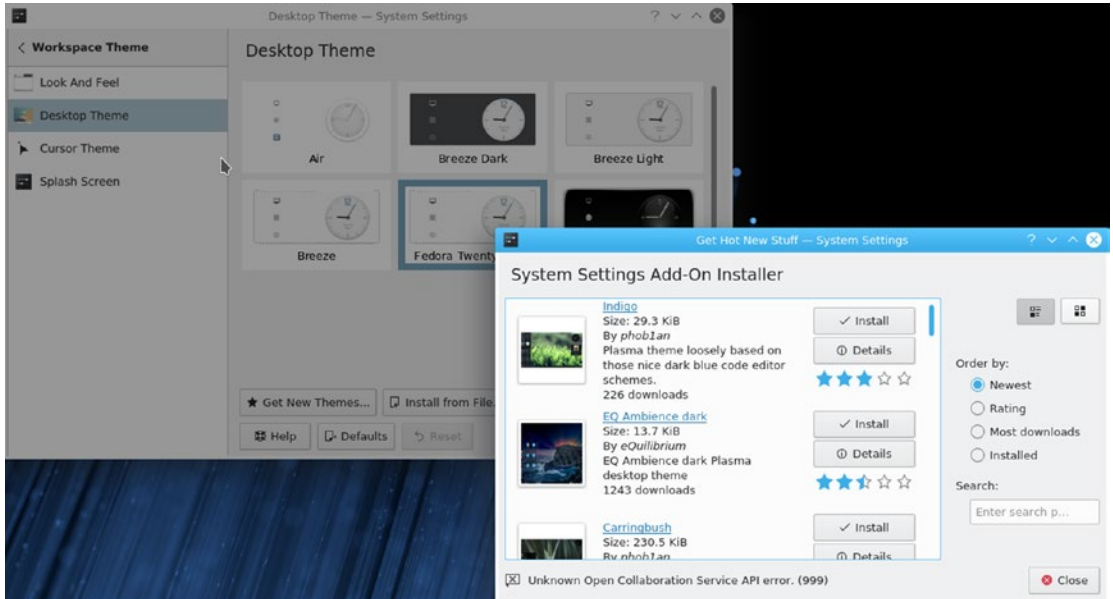 Desktop Theme — System Settings
Workspace Theme
Look And Feel
Desktop Theme
Cursor Theme
Splash Screen
Desktop Theme
Air
Breeze Dark
Breeze Light
Breeze
Fedora Twenty
Get New Themes...
Install from File.
Help
Defaults
Reset
Get Hot New Stuff — System Settings
System Settings Add-On Installer
Indigo
Size: 29.3 KiB
By phob1an
Plasma theme loosely based on
those nice dark blue code editor
schemes.
226 downloads
Install
Details
EQ Ambience dark
Size: 13.7 KiB
By eQuilibrium
EQ Ambience dark Plasma
desktop theme
1243 downloads
Install
Details
Carringbush
Size: 230.5 KiB
By phob1an
Install
Details
Order by:
Newest
Rating
Most downloads
Installed
Search:
Enter search p...
Unknown Open Collaboration Service API error. (999)
Close